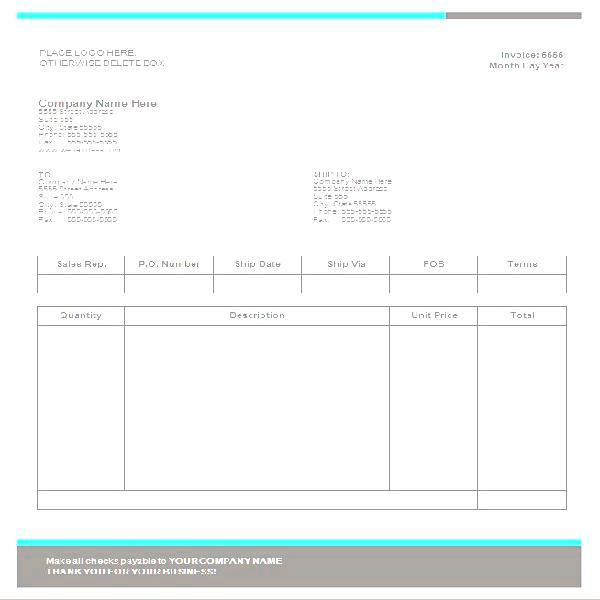 PLACE LOGO HERE,
OTHERWISE DELETE BOX
Invoice: 5555
Month Day Year
Company Name Here
5555 Street Address
Suite 555
City, State 55555
Phone: 555-555-5555
Fax: 555-555-5555
TO:
Company Name Here
5555 Street Address
Suite 555
City, State 55555
Phone: 555-555-5555
Fax: 555-555-5555
SHIP TO:
Company Name Here
5555 Street Address
Suite 555
City, State 55555
Phone: 555-555-5555
Fax: 555-555-5555
Sales Rep. P.O. Number Ship Date Ship Via FOB Terms
Quantity Description Unit Price Total
Make all checks payable to YOUR COMPANY NAME
THANK YOU FOR YOUR BUSINESS!